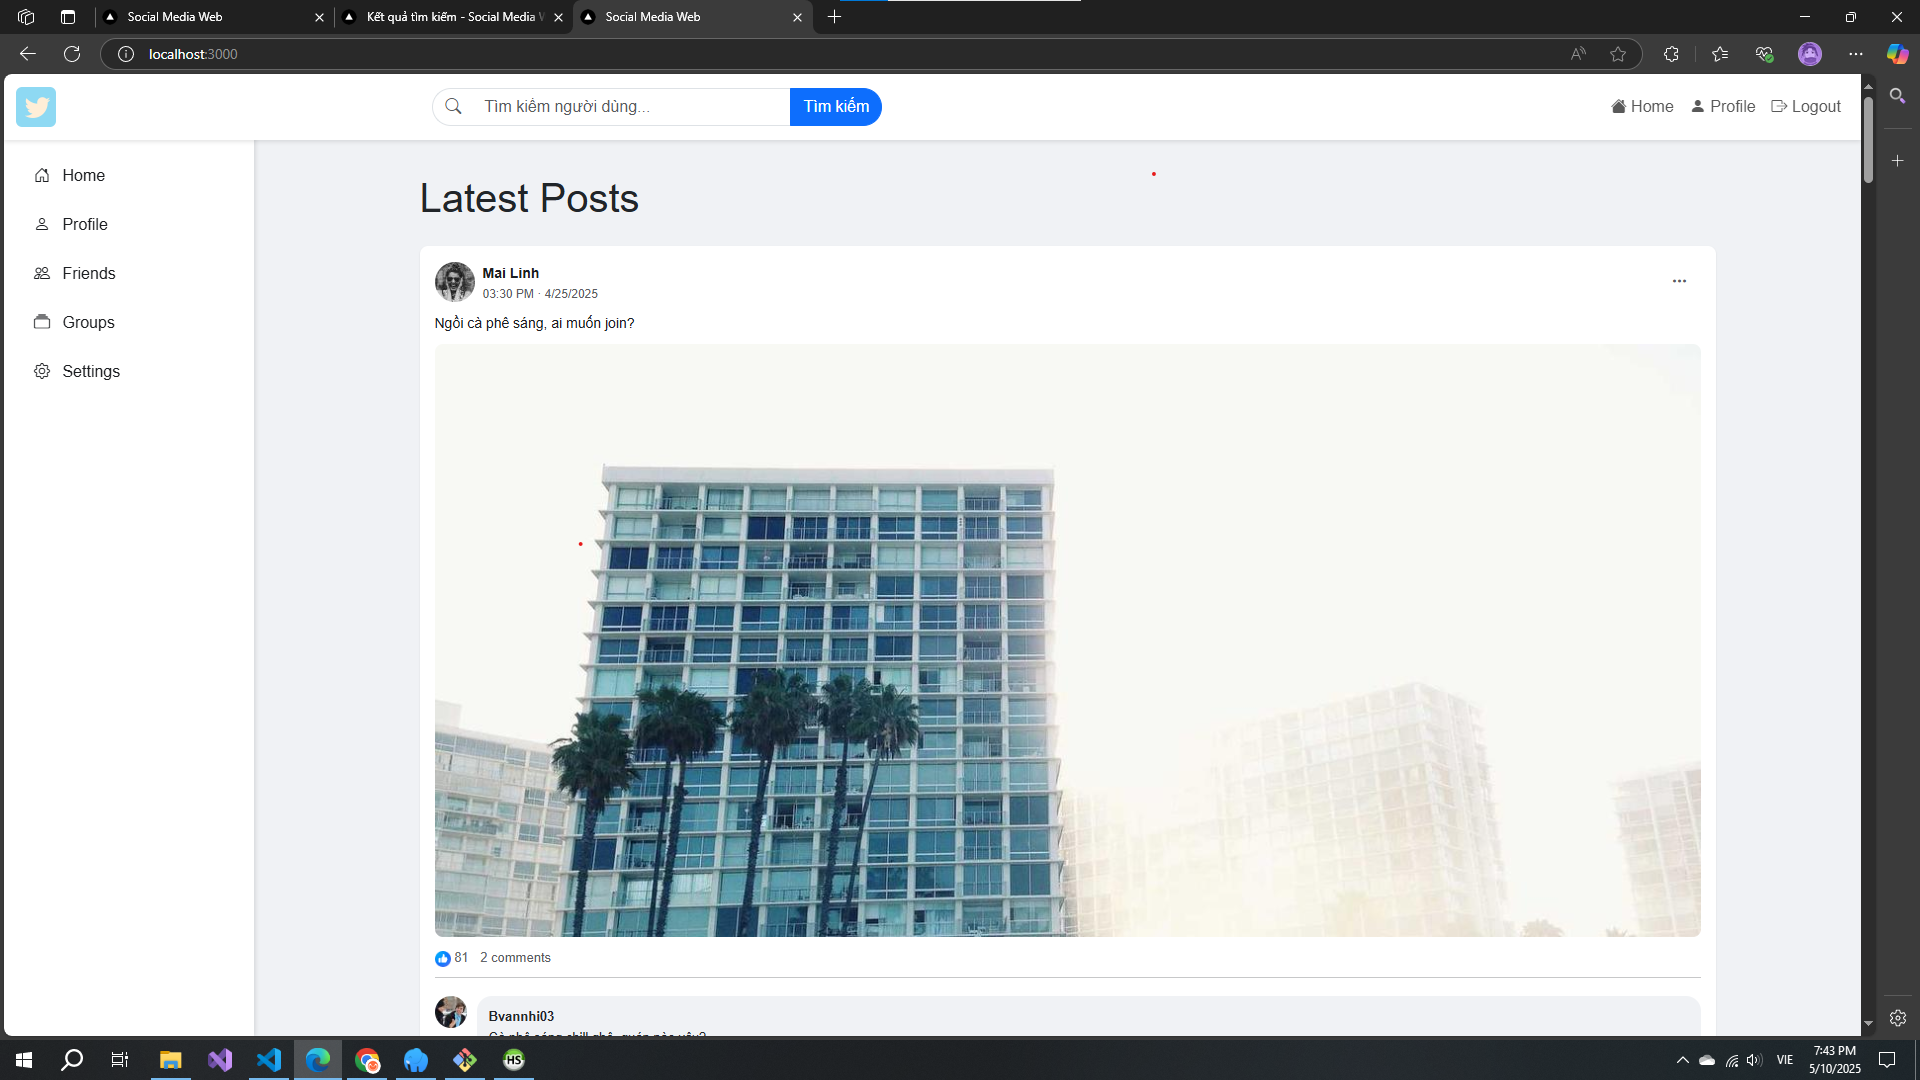 Social Media Web
Kết quả tìm kiếm - Social Media
Social Media Web
localhost:3000
Tìm kiếm người dùng...
Tìm kiếm
Home
Profile
Logout
Home
Profile
Friends
Groups
Settings
Latest Posts
Mai Linh
03:30 PM · 4/25/2025
Ngồi cà phê sáng, ai muốn join?
81 2 comments
Bvannhi03
HS
VIE
7:43 PM
5/10/2025